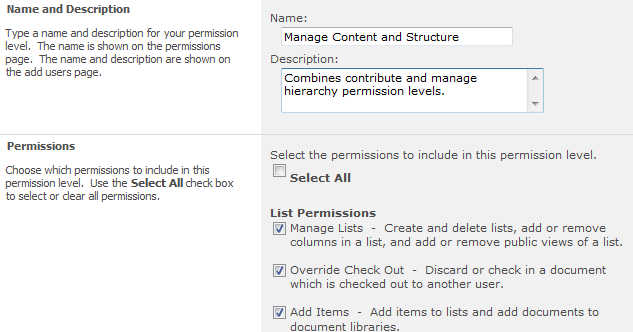 Name and Description
Type a name and description for your permission
level.  The name is shown on the permissions
page.  The name and description are shown on
the add users page.
Name:
Manage Content and Structure
Description:
Combines contribute and manage
hierarchy permission levels.
Permissions
Choose which permissions to include in this
permission level.  Use the Select All check box
to select or clear all permissions.
Select the permissions to include in this permission level.
Select All
List Permissions
Manage Lists  -  Create and delete lists, add or remove
columns in a list, and add or remove public views of a list.
Override Check Out  -  Discard or check in a document
which is checked out to another user.
Add Items  -  Add items to lists and add documents to
document libraries.